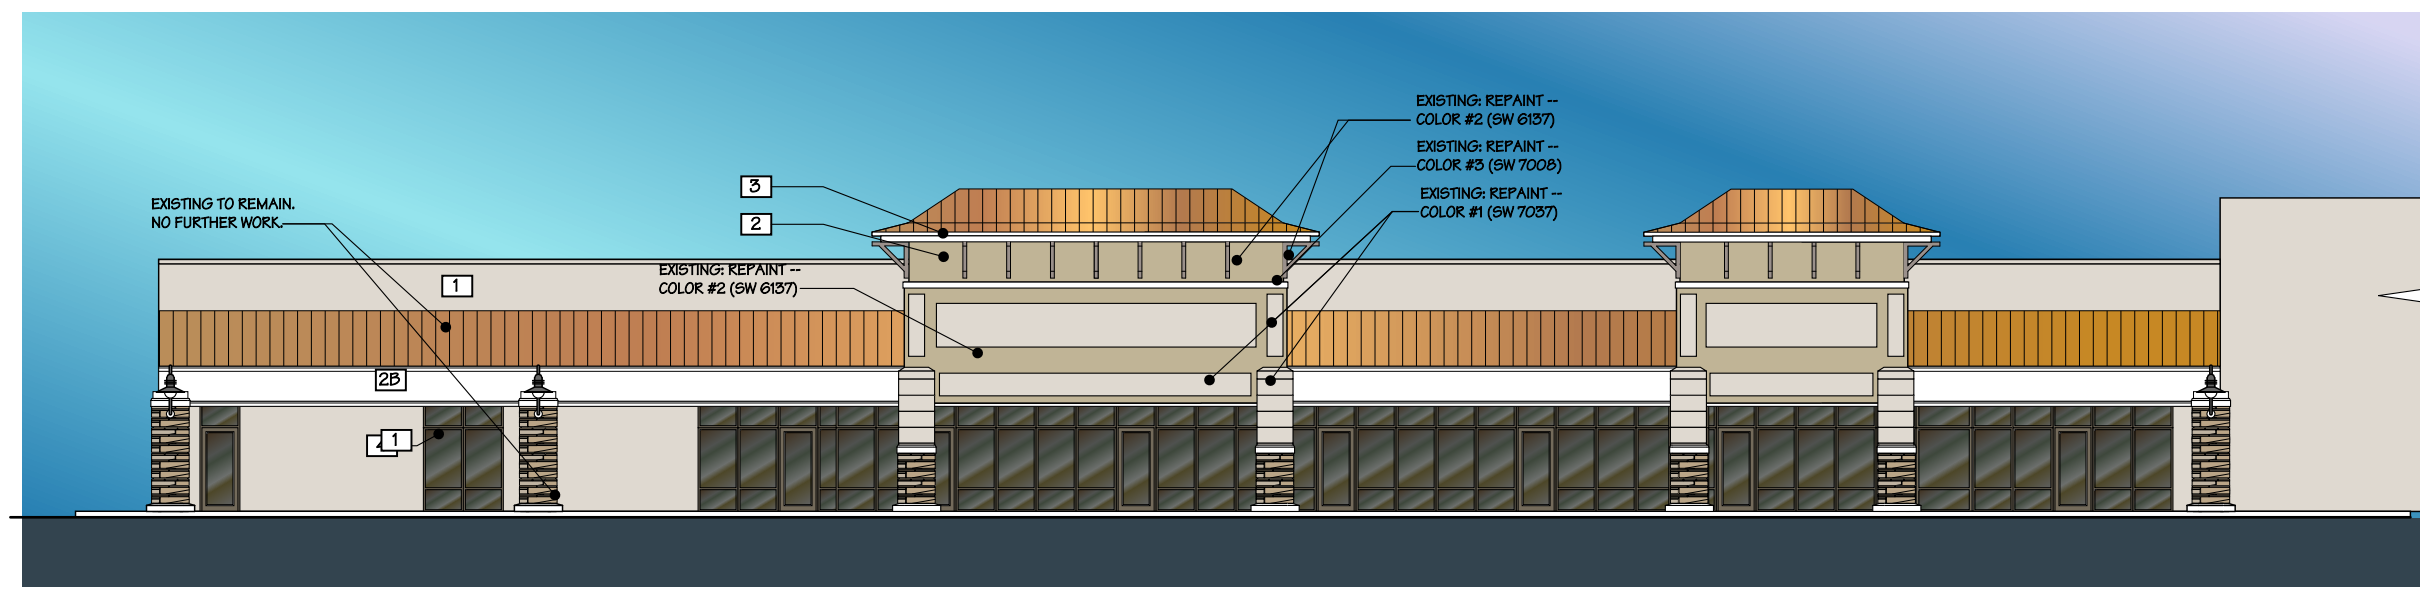 EXISTING: REPAINT --
COLOR #2 (SW 6137)
EXISTING: REPAINT --
COLOR #3 (SW 7008)
EXISTING: REPAINT --
COLOR #1 (SW 7037)
3
2
EXISTING TO REMAIN.
NO FURTHER WORK.
EXISTING: REPAINT --
COLOR #2 (SW 6137)
1
2B
1